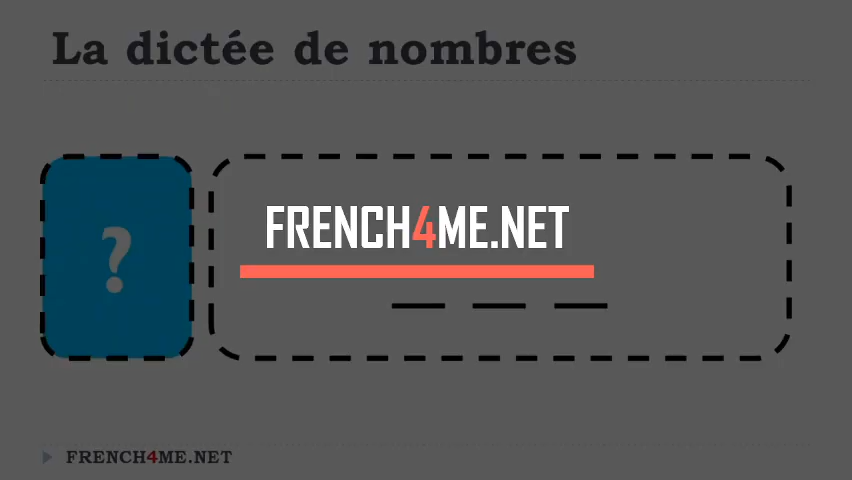 La dictée de nombres
?
FRENCH4ME.NET
FRENCH4ME.NET